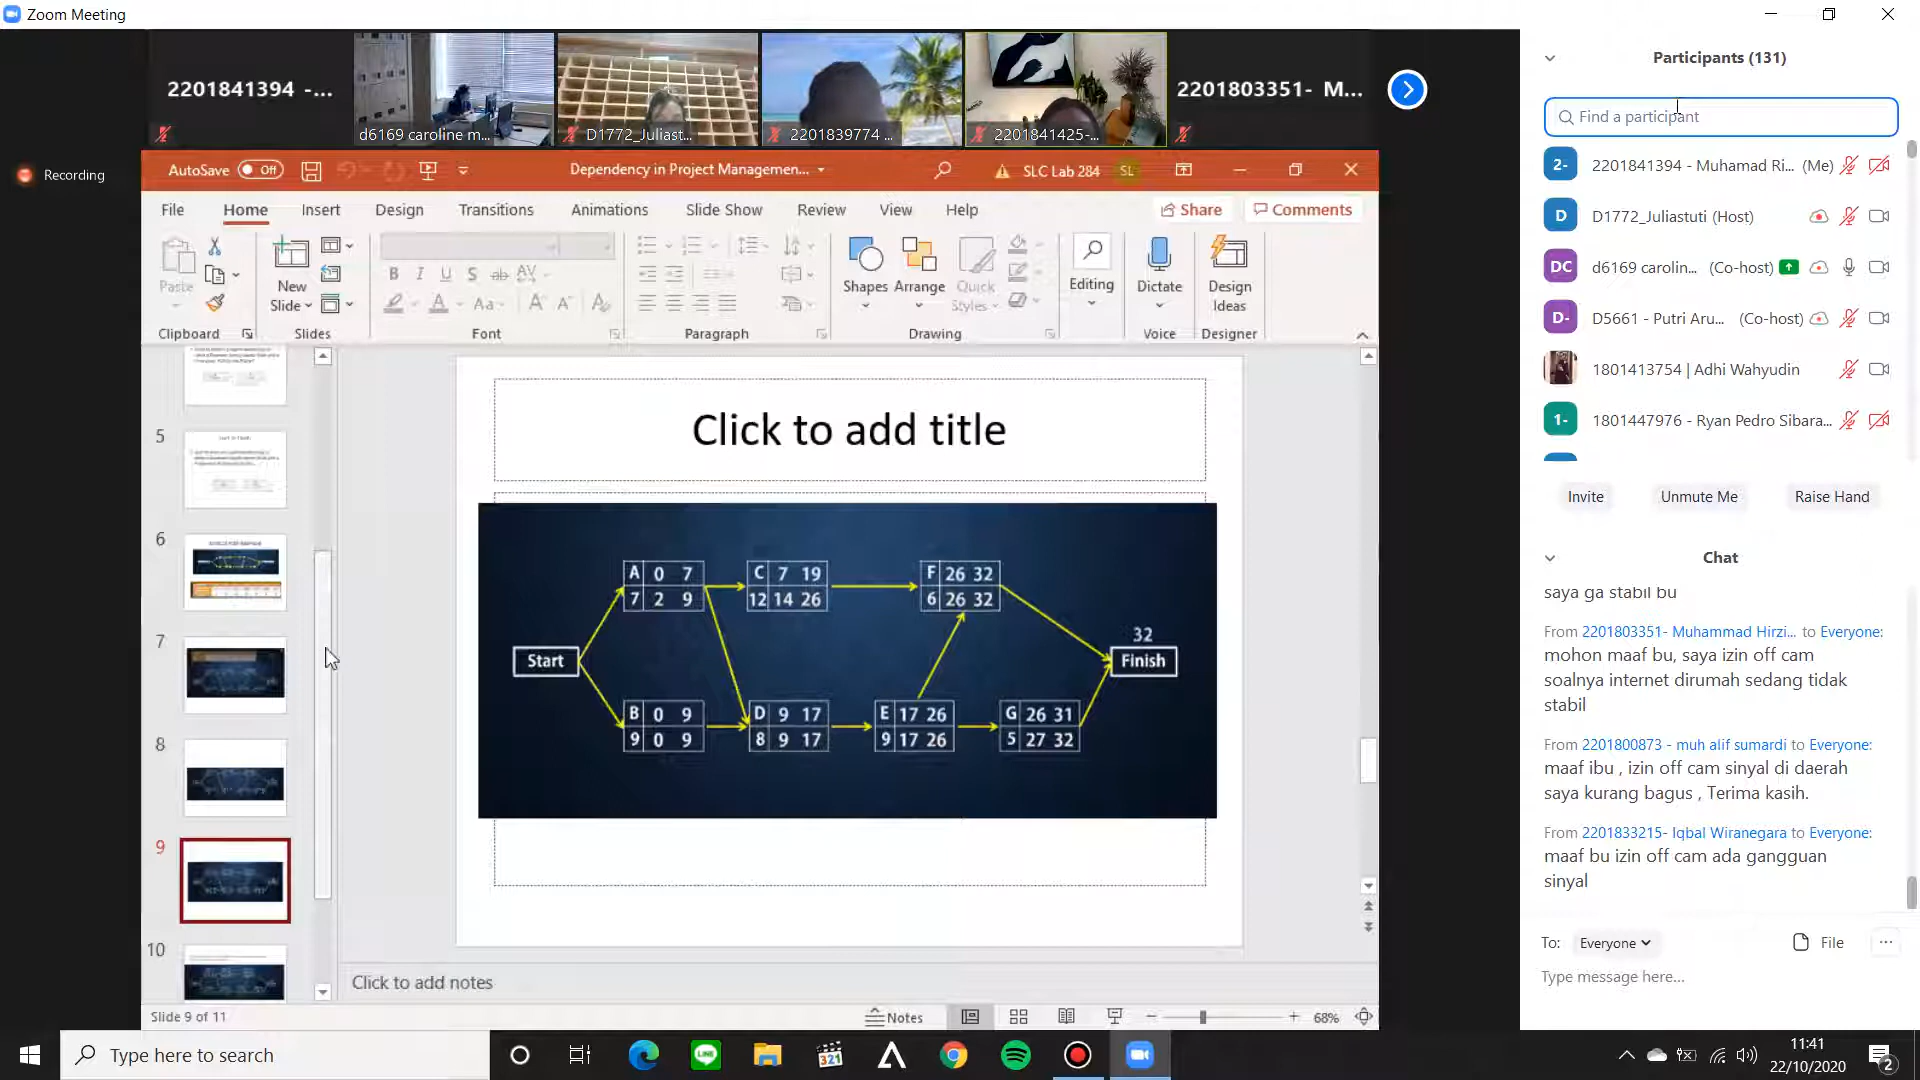 Zoom Meeting
2201841394 -...
d6169 caroline m...
D1772_Juliast...
2201839774 ...
2201841425-...
2201803351- M...
Recording
AutoSave Off
Dependency in Project Managemen...
SLC Lab 284
SL
File Home Insert Design Transitions Animations Slide Show Review View Help
Share
Comments
Paste
New
Slide
B I U S ab AV
A Aa A A A
Shapes
Arrange
Quick
Styles
Editing
Dictate
Design
Ideas
Clipboard
Slides
Font
Paragraph
Drawing
Voice
Designer
5
6
7
8
9
10
Click to add title
A 0 7
7 2 9
C 7 19
12 14 26
F 26 32
6 26 32
Start
32
Finish
B 0 9
9 0 9
D 9 17
8 9 17
E 17 26
9 17 26
G 26 31
5 27 32
Click to add notes
Slide 9 of 11
Notes
68%
Participants (131)
Find a participant
2- 2201841394 - Muhamad Ri... (Me)
D D1772_Juliastuti (Host)
DC d6169 carolin... (Co-host)
D- D5661 - Putri Aru... (Co-host)
1801413754 | Adhi Wahyudin
1- 1801447976 - Ryan Pedro Sibara...
Invite
Unmute Me
Raise Hand
Chat
saya ga stabil bu
From 2201803351- Muhammad Hirzi... to Everyone:
mohon maaf bu, saya izin off cam
soalnya internet dirumah sedang tidak
stabil
From 2201800873 - muh alif sumardi to Everyone:
maaf ibu , izin off cam sinyal di daerah
saya kurang bagus , Terima kasih.
From 2201833215- Iqbal Wiranegara to Everyone:
maaf bu izin off cam ada gangguan
sinyal
To: Everyone
File
Type message here...
Type here to search
LINE
321
11:41
22/10/2020
2